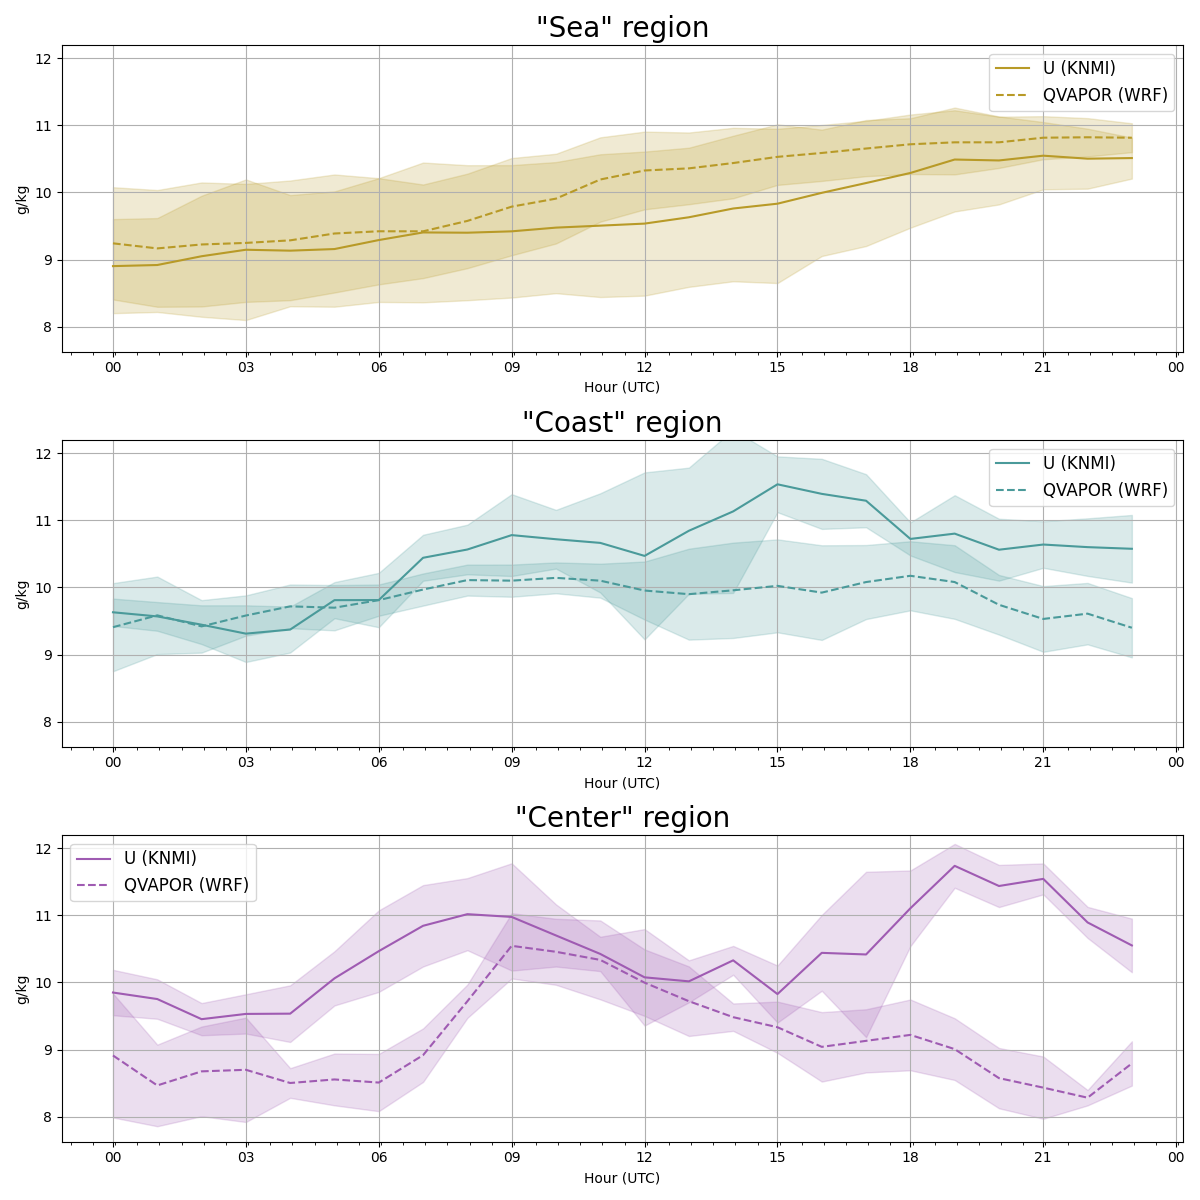 "Sea" region
12
11
10
9
8
g/kg
U (KNMI)
QVAPOR (WRF)
00 03 06 09 12 15 18 21 00
Hour (UTC)
"Coast" region
12
11
10
9
8
g/kg
U (KNMI)
QVAPOR (WRF)
00 03 06 09 12 15 18 21 00
Hour (UTC)
"Center" region
12
11
10
9
8
g/kg
U (KNMI)
QVAPOR (WRF)
00 03 06 09 12 15 18 21 00
Hour (UTC)